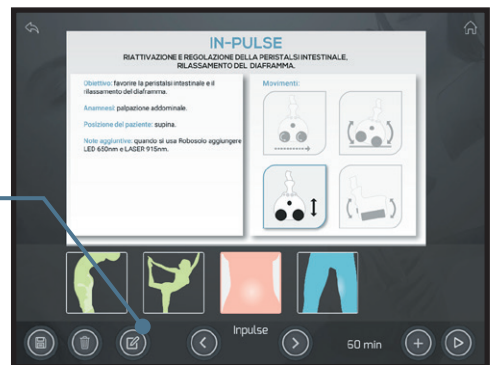 IN-PULSE
RIATTIVAZIONE E REGOLAZIONE DELLA PERISTALSI INTESTINALE,
RILASSAMENTO DEL DIAFRAMMA.
Obiettivo: favorire la peristalsi intestinale e il
rilassamento del diaframma.
Anamnesi: palpazione addominale.
Posizione del paziente: supina.
Note aggiuntive: quando si usa Robosolo aggiungere
LED 650nm e LASER 915nm.
Movimenti:
Inpulse
60 min